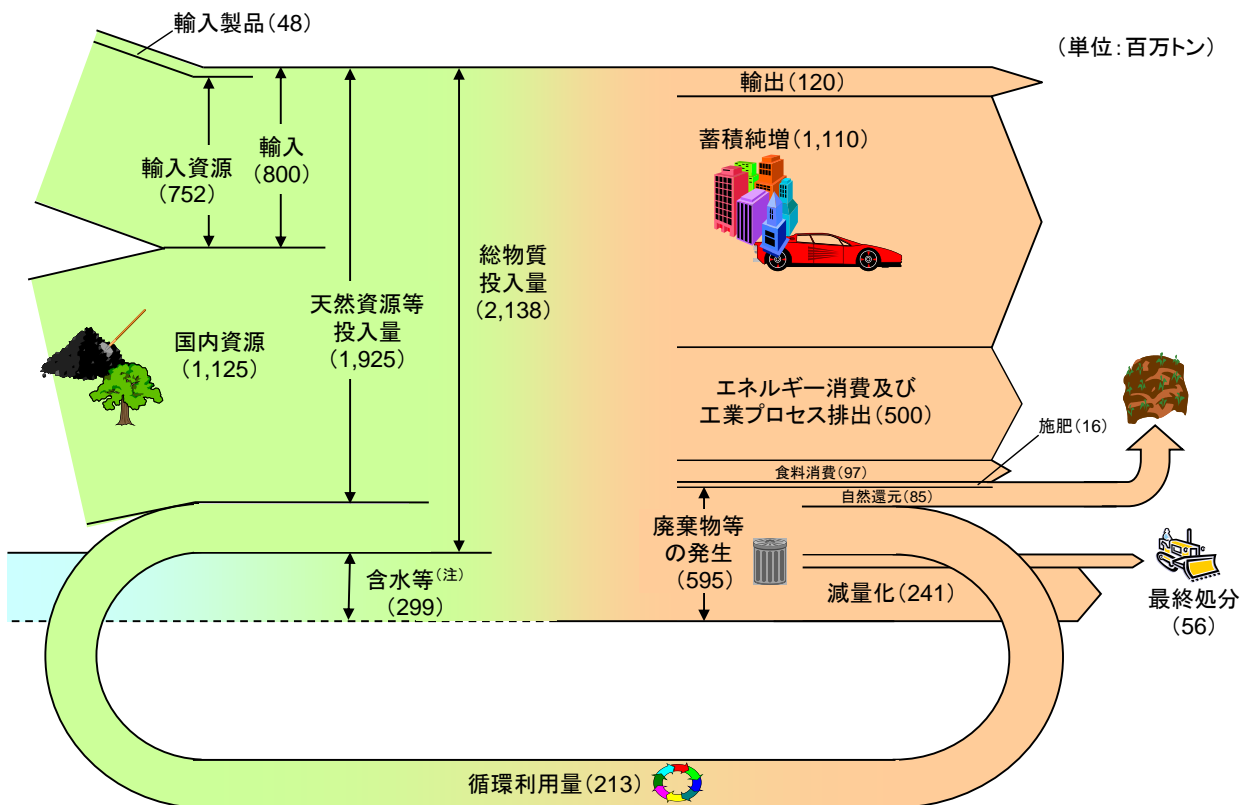 輸入製品(48)
(単位:百万トン)
輸出(120)
蓄積純増(1,110)
輸入
(800)
輸入資源
(752)
総物質
投入量
(2,138)
天然資源等
投入量
(1,925)
国内資源
(1,125)
エネルギー消費及び
工業プロセス排出(500)
施肥(16)
食料消費(97)
自然還元(85)
廃棄物等
の発生
(595)
含水等(注)
(299)
減量化(241)
最終処分
(56)
循環利用量(213)